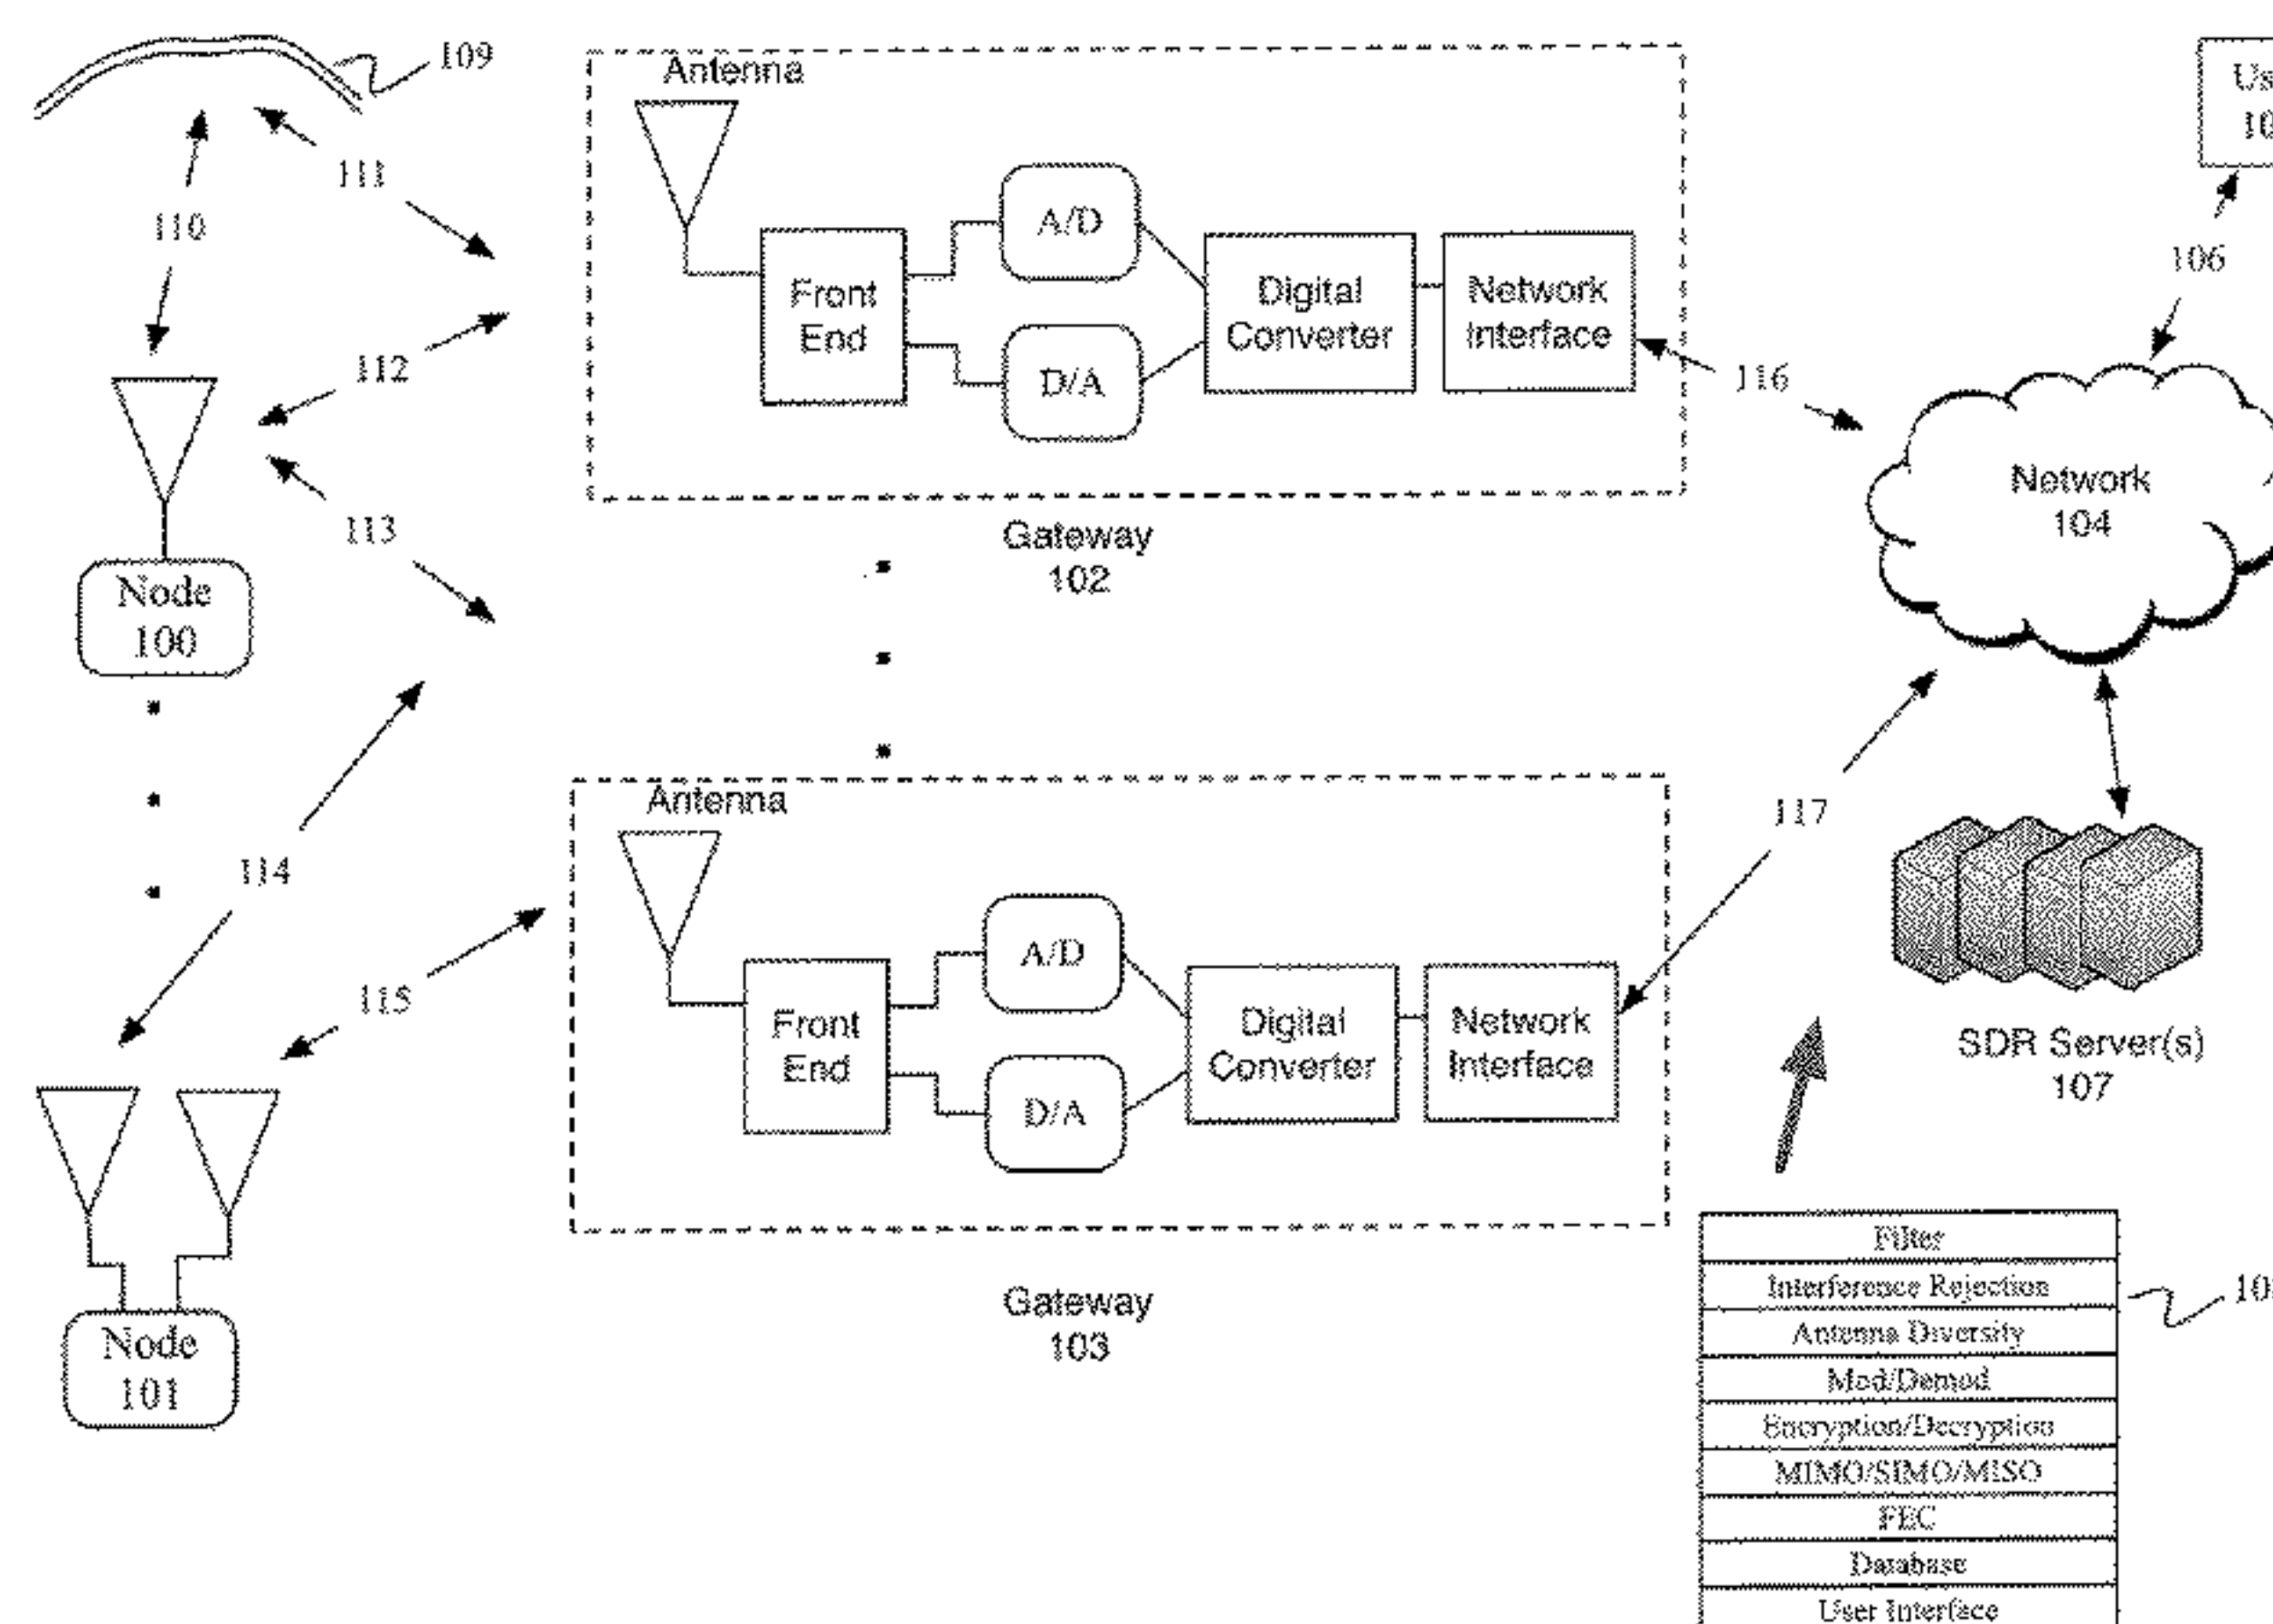 109
Antenna
111
110
A/D
Front
End
Digital
Converter
Network
Interface
D/A
112
116
106
113
Gateway
102
Network
104
Node
100
114
Antenna
117
A/D
Front
End
Digital
Converter
Network
Interface
D/A
115
SDR Server(s)
107
Gateway
103
Node
101
Filter
Interference Rejection
Antenna Diversity
Mod/Demod
Encryption/Decryption
MIMO/SIMO/MISO
FEC
Database
User Interface